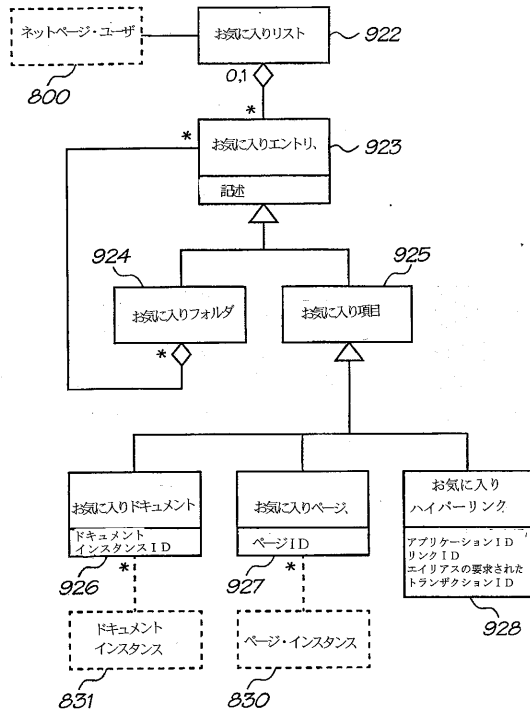 ネットページ・ユーザ
800
お気に入りリスト
922
0,1
*
*
お気に入りエントリ、
923
記述
924
お気に入りフォルダ
*
925
お気に入り項目
お気に入りドキュメント
ドキュメント
インスタンスID
926
*
お気に入りページ、
ページID
927
*
お気に入り
ハイパーリンク
アプリケーションID
リンクID
エイリアスの要求された
トランザクションID
928
ドキュメント
インスタンス
831
ページ・インスタンス
830